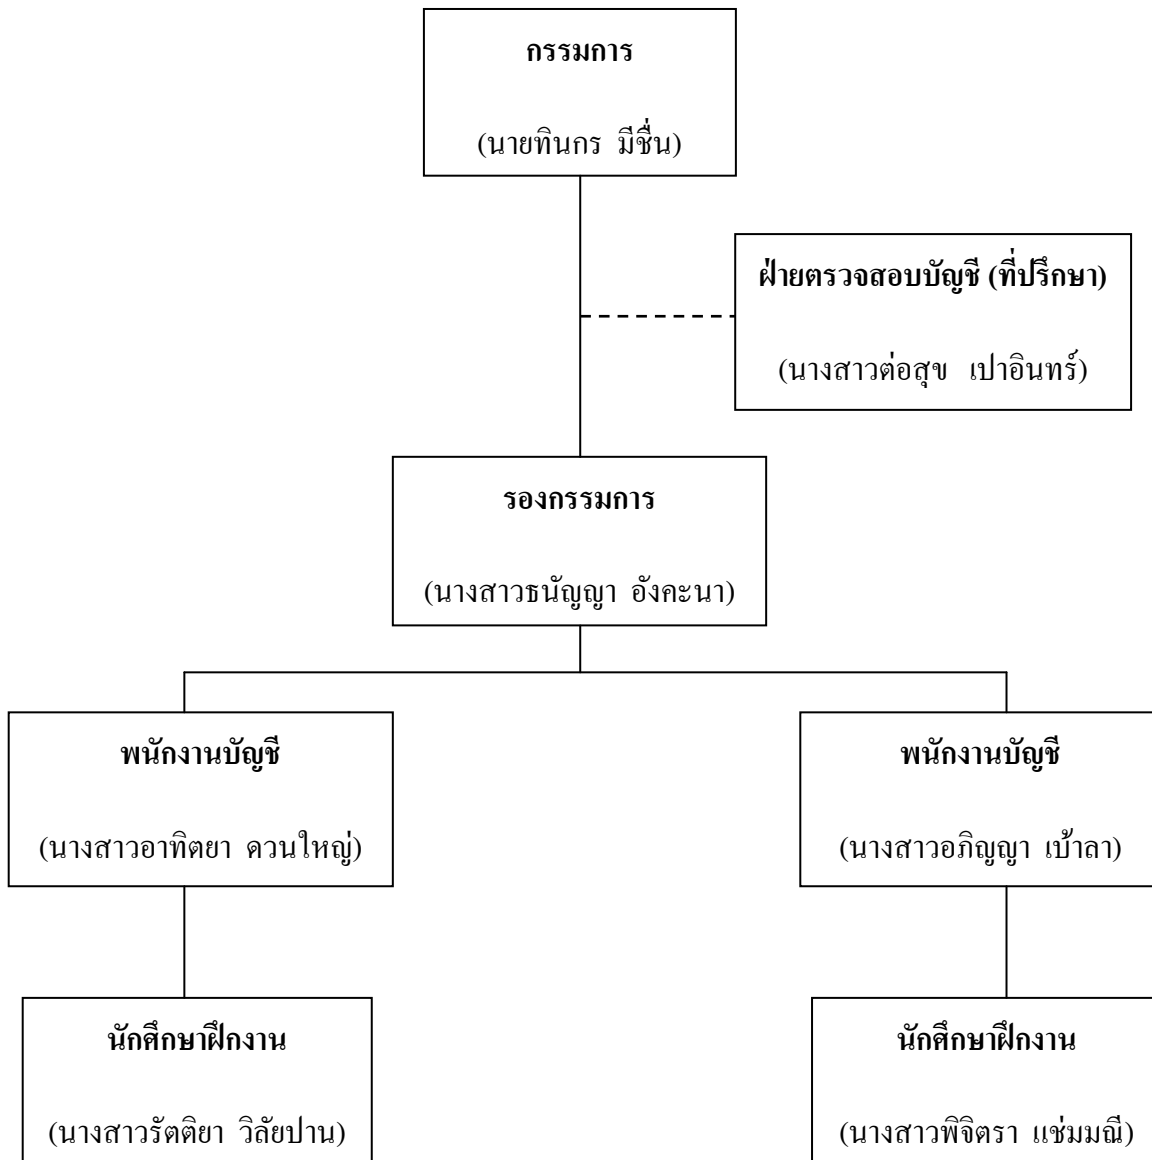 กรรมการ
(นายทินกร มีชื่น)
ฝ่ายตรวจสอบบัญชี (ที่ปรึกษา)
(นางสาวต่อสุข เปาอินทร์)
รองกรรมการ
(นางสาวธนัญญา อังคะนา)
พนักงานบัญชี
(นางสาวอาทิตยา ควนใหญ่)
พนักงานบัญชี
(นางสาวอภิญญา เบ้าลา)
นักศึกษาฝึกงาน
(นางสาวรัตติยา วิลัยปาน)
นักศึกษาฝึกงาน
(นางสาวพิจิตรา แช่มมณี)